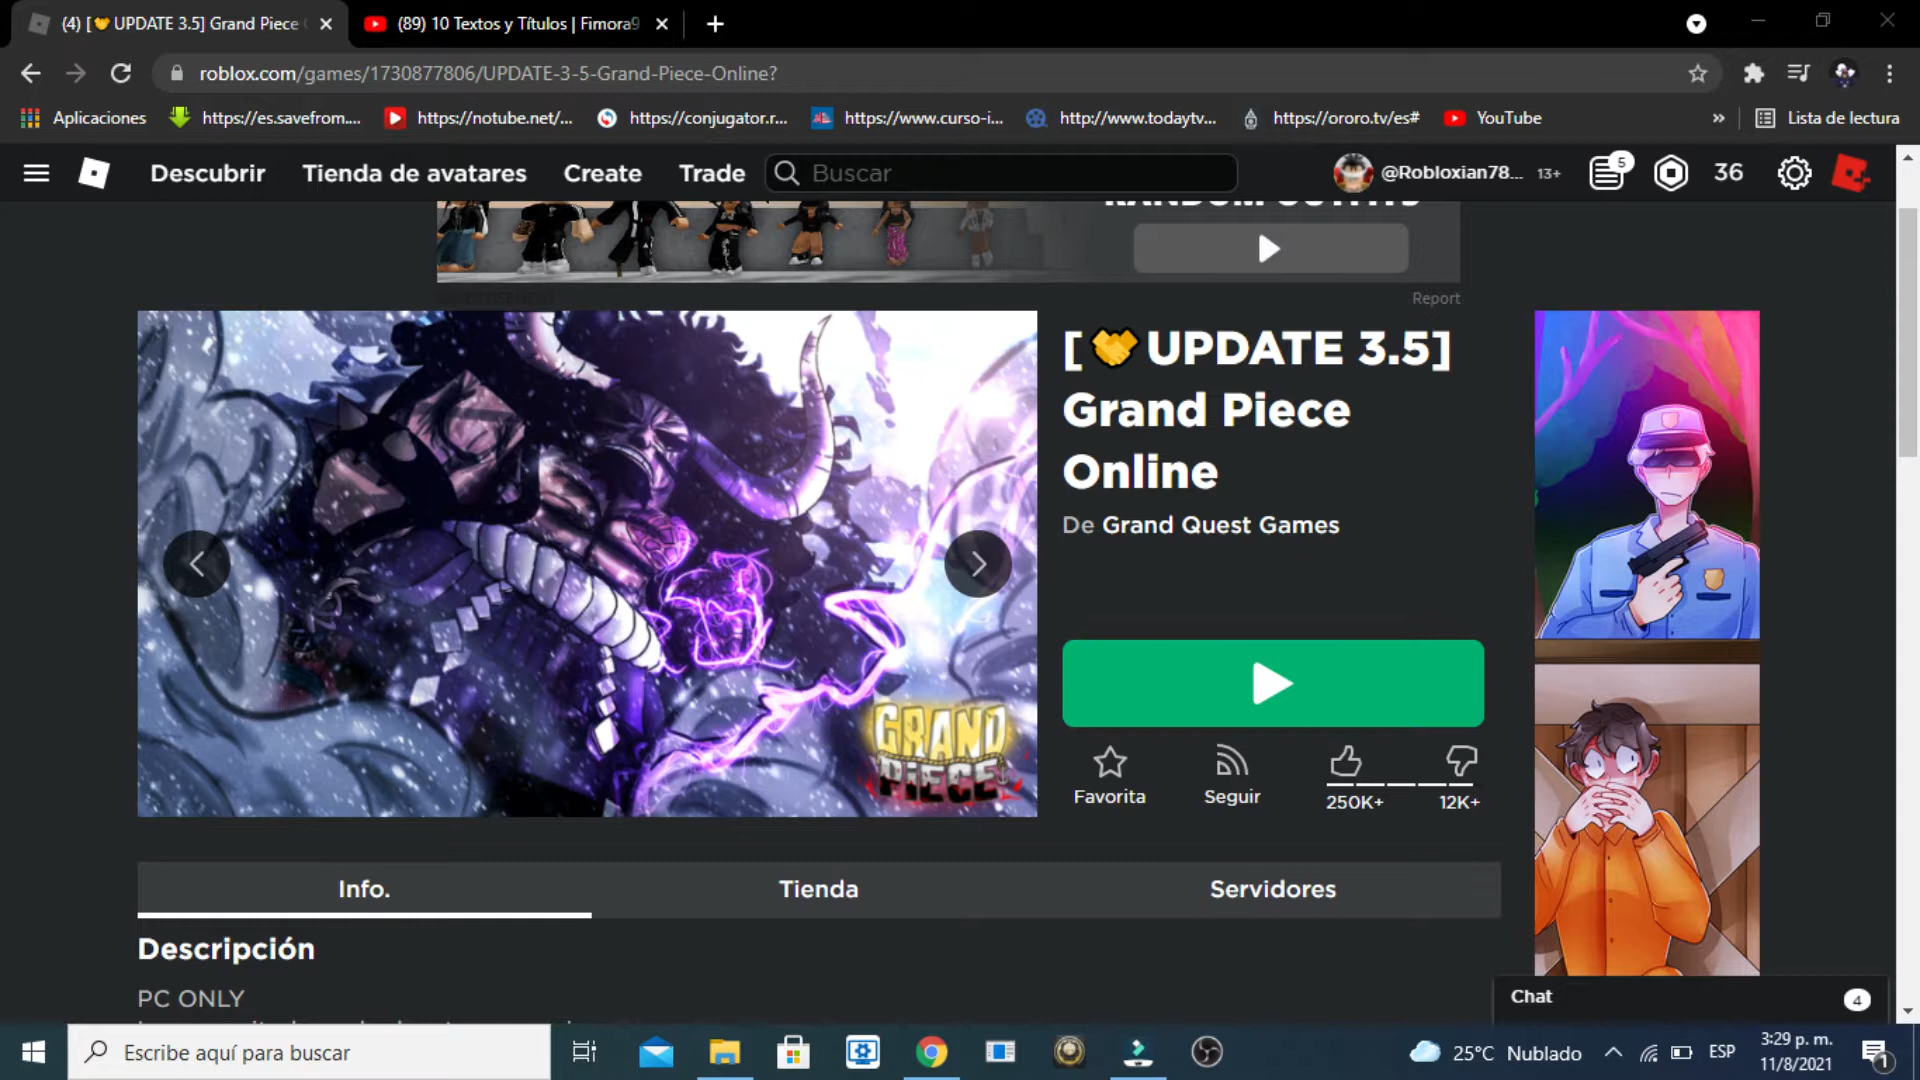 (4) [🤝UPDATE 3.5] Grand Piece
(89) 10 Textos y Títulos | Fimora9
roblox.com/games/1730877806/UPDATE-3-5-Grand-Piece-Online?
Aplicaciones
https://es.savefrom....
https://notube.net/...
https://conjugator.r...
https://www.curso-i...
http://www.todaytv...
https://ororo.tv/es#
YouTube
»
Lista de lectura
Descubrir
Tienda de avatares
Create
Trade
Buscar
@Robloxian78...
13+
5
36
RANDOM OUTFITS
ADVERTISEMENT
Report
[🤝UPDATE 3.5]
Grand Piece
Online
De Grand Quest Games
GRAND
PIECE
Favorita
Seguir
250K+
12K+
Info.
Tienda
Servidores
Descripción
PC ONLY
Chat
4
Escribe aquí para buscar
25°C Nublado
ESP
3:29 p. m.
11/8/2021
1